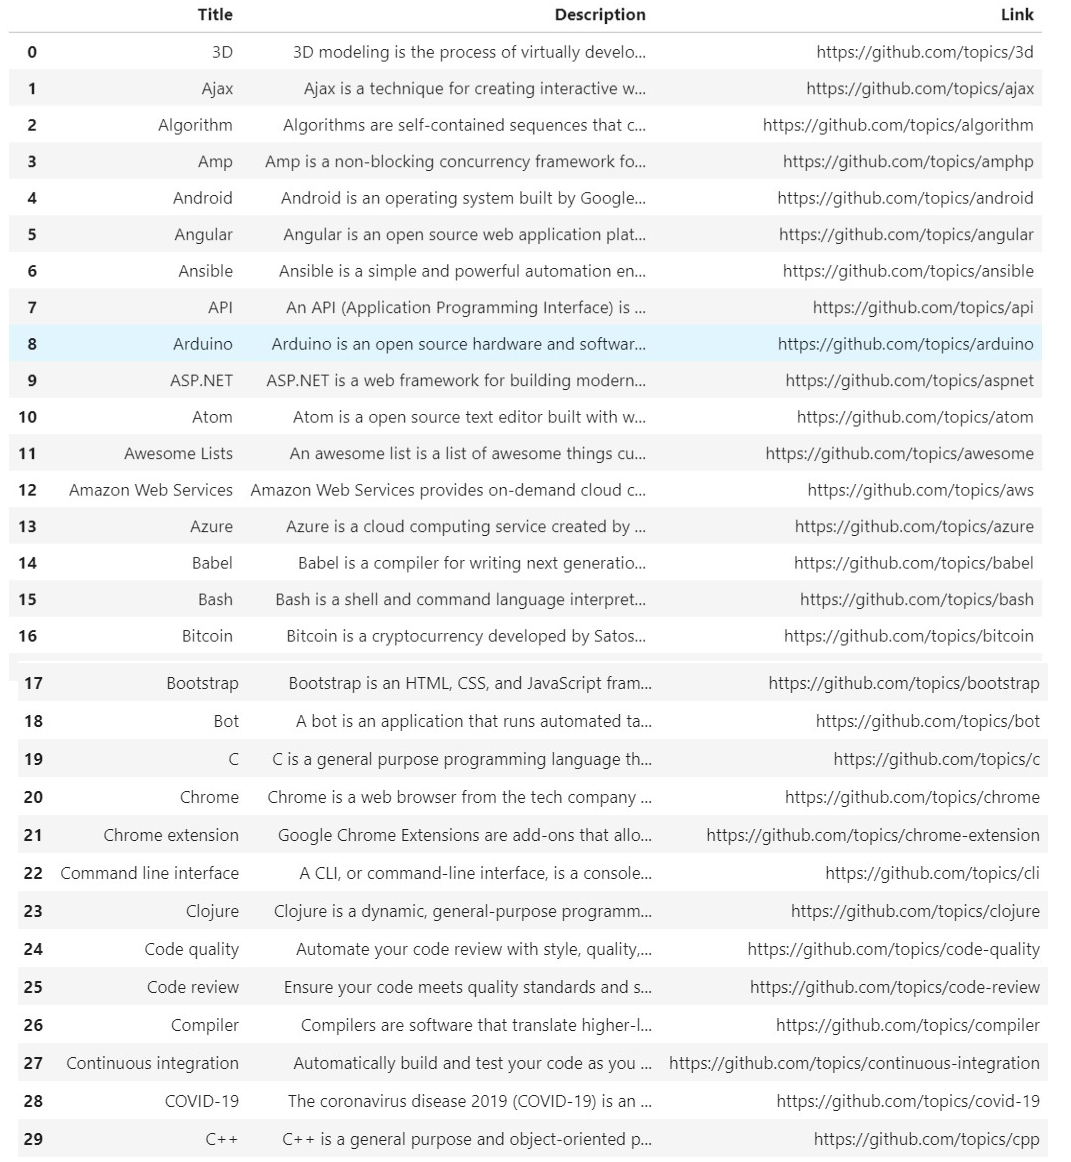 Title Description Link
0 3D 3D modeling is the process of virtually develo... https://github.com/topics/3d
1 Ajax Ajax is a technique for creating interactive w... https://github.com/topics/ajax
2 Algorithm Algorithms are self-contained sequences that c... https://github.com/topics/algorithm
3 Amp Amp is a non-blocking concurrency framework fo... https://github.com/topics/amphp
4 Android Android is an operating system built by Google... https://github.com/topics/android
5 Angular Angular is an open source web application plat... https://github.com/topics/angular
6 Ansible Ansible is a simple and powerful automation en... https://github.com/topics/ansible
7 API An API (Application Programming Interface) is ... https://github.com/topics/api
8 Arduino Arduino is an open source hardware and softwar... https://github.com/topics/arduino
9 ASP.NET ASP.NET is a web framework for building modern... https://github.com/topics/aspnet
10 Atom Atom is a open source text editor built with w... https://github.com/topics/atom
11 Awesome Lists An awesome list is a list of awesome things cu... https://github.com/topics/awesome
12 Amazon Web Services Amazon Web Services provides on-demand cloud c... https://github.com/topics/aws
13 Azure Azure is a cloud computing service created by ... https://github.com/topics/azure
14 Babel Babel is a compiler for writing next generatio... https://github.com/topics/babel
15 Bash Bash is a shell and command language interpret... https://github.com/topics/bash
16 Bitcoin Bitcoin is a cryptocurrency developed by Satos... https://github.com/topics/bitcoin
17 Bootstrap Bootstrap is an HTML, CSS, and JavaScript fram... https://github.com/topics/bootstrap
18 Bot A bot is an application that runs automated ta... https://github.com/topics/bot
19 C C is a general purpose programming language th... https://github.com/topics/c
20 Chrome Chrome is a web browser from the tech company ... https://github.com/topics/chrome
21 Chrome extension Google Chrome Extensions are add-ons that allo... https://github.com/topics/chrome-extension
22 Command line interface A CLI, or command-line interface, is a console... https://github.com/topics/cli
23 Clojure Clojure is a dynamic, general-purpose programm... https://github.com/topics/clojure
24 Code quality Automate your code review with style, quality,... https://github.com/topics/code-quality
25 Code review Ensure your code meets quality standards and s... https://github.com/topics/code-review
26 Compiler Compilers are software that translate higher-l... https://github.com/topics/compiler
27 Continuous integration Automatically build and test your code as you ... https://github.com/topics/continuous-integration
28 COVID-19 The coronavirus disease 2019 (COVID-19) is an ... https://github.com/topics/covid-19
29 C++ C++ is a general purpose and object-oriented p... https://github.com/topics/cpp